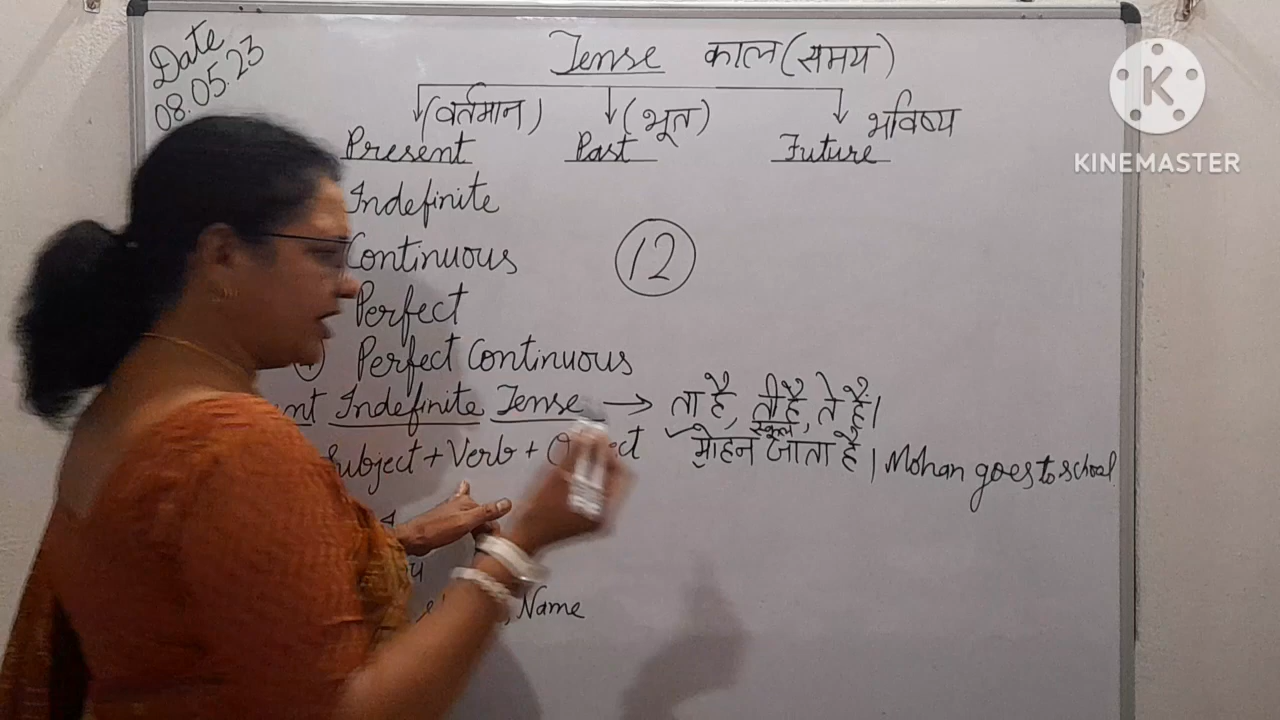 Date
08.05.23
Tense काल (समय)
(वर्तमान) (भूत) भविष्य
Present Past Future
Indefinite
Continuous
12
Perfect
Perfect Continuous
Indefinite Tense → ता है, ती है, ते हैं।
स्कूल
Subject + Verb + मोहन जाता है। Mohan goes to school
, Name
K
KINEMASTER